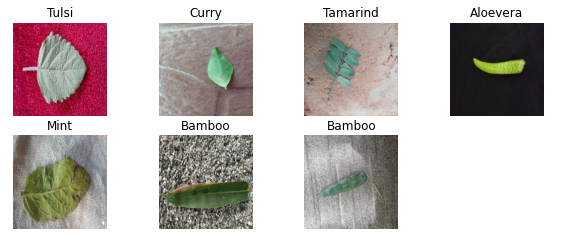 Tulsi Curry Tamarind Aloevera
Mint Bamboo Bamboo